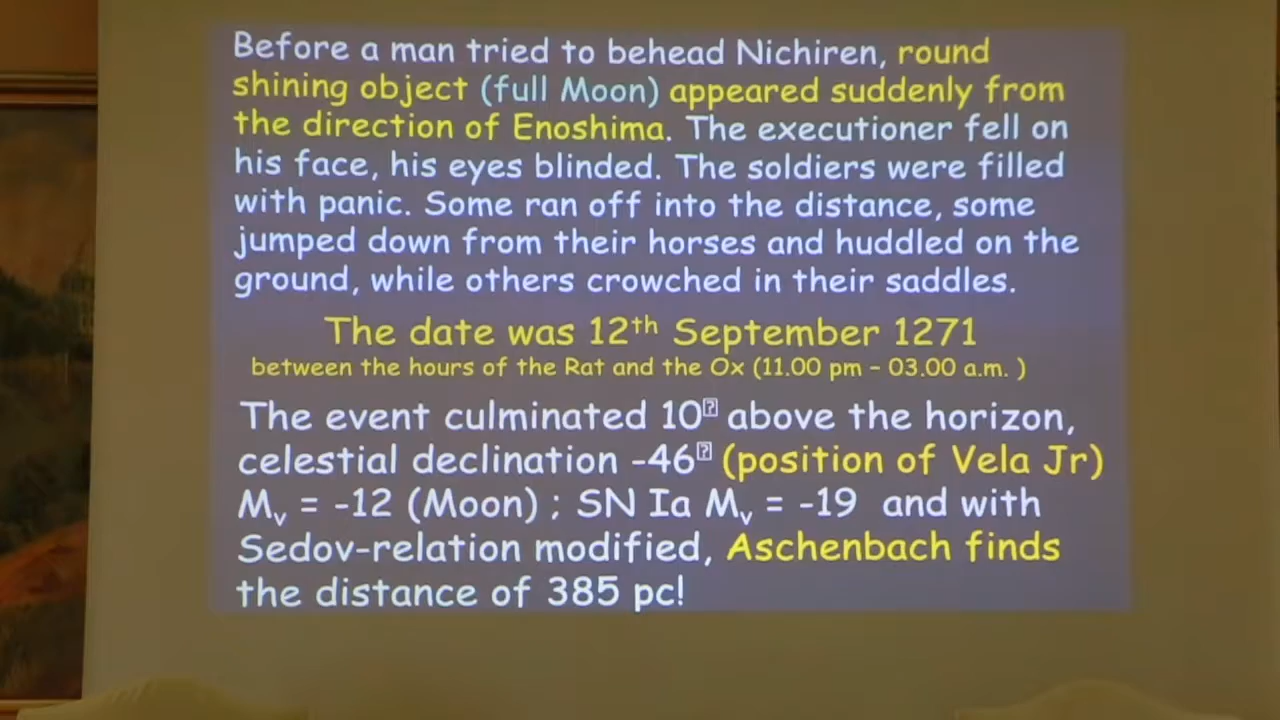 Before a man tried to behead Nichiren, round
shining object (full Moon) appeared suddenly from
the direction of Enoshima. The executioner fell on
his face, his eyes blinded. The soldiers were filled
with panic. Some ran off into the distance, some
jumped down from their horses and huddled on the
ground, while others crowched in their saddles.
The date was 12th September 1271
between the hours of the Rat and the Ox (11.00 pm - 03.00 a.m. )
The event culminated 10⍰ above the horizon,
celestial declination -46⍰ (position of Vela Jr)
Mv = -12 (Moon) ; SN Ia Mv = -19 and with
Sedov-relation modified, Aschenbach finds
the distance of 385 pc!